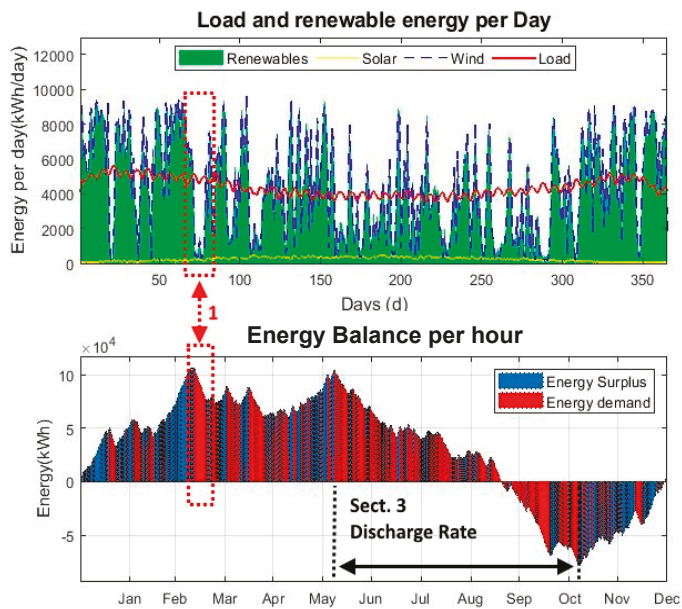 Load and renewable energy per Day
Energy per day(kWh/day)
12000
10000
8000
6000
4000
2000
0
Renewables Solar Wind Load
50 100 150 200 250 300 350
Days (d)
1
Energy Balance per hour
× 10⁴
Energy(kWh)
10
5
0
-5
Energy Surplus
Energy demand
Sect. 3
Discharge Rate
Jan Feb Mar Apr May Jun Jul Aug Sep Oct Nov Dec